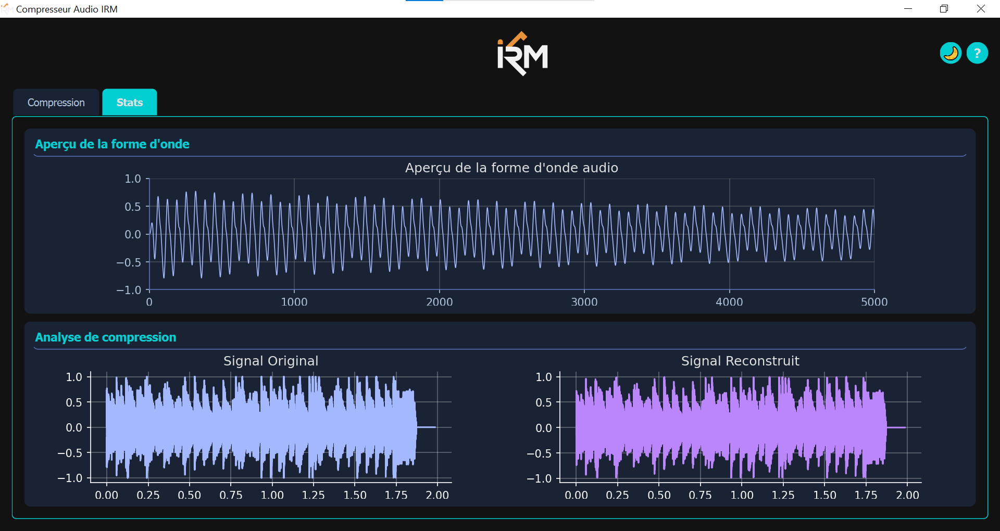 Compresseur Audio IRM
iRM
?
Compression
Stats
Aperçu de la forme d'onde
Aperçu de la forme d'onde audio
1.0
0.5
0.0
−0.5
−1.0
0 1000 2000 3000 4000 5000
Analyse de compression
Signal Original
1.0
0.5
0.0
−0.5
−1.0
0.00 0.25 0.50 0.75 1.00 1.25 1.50 1.75 2.00
Signal Reconstruit
1.0
0.5
0.0
−0.5
−1.0
0.00 0.25 0.50 0.75 1.00 1.25 1.50 1.75 2.00